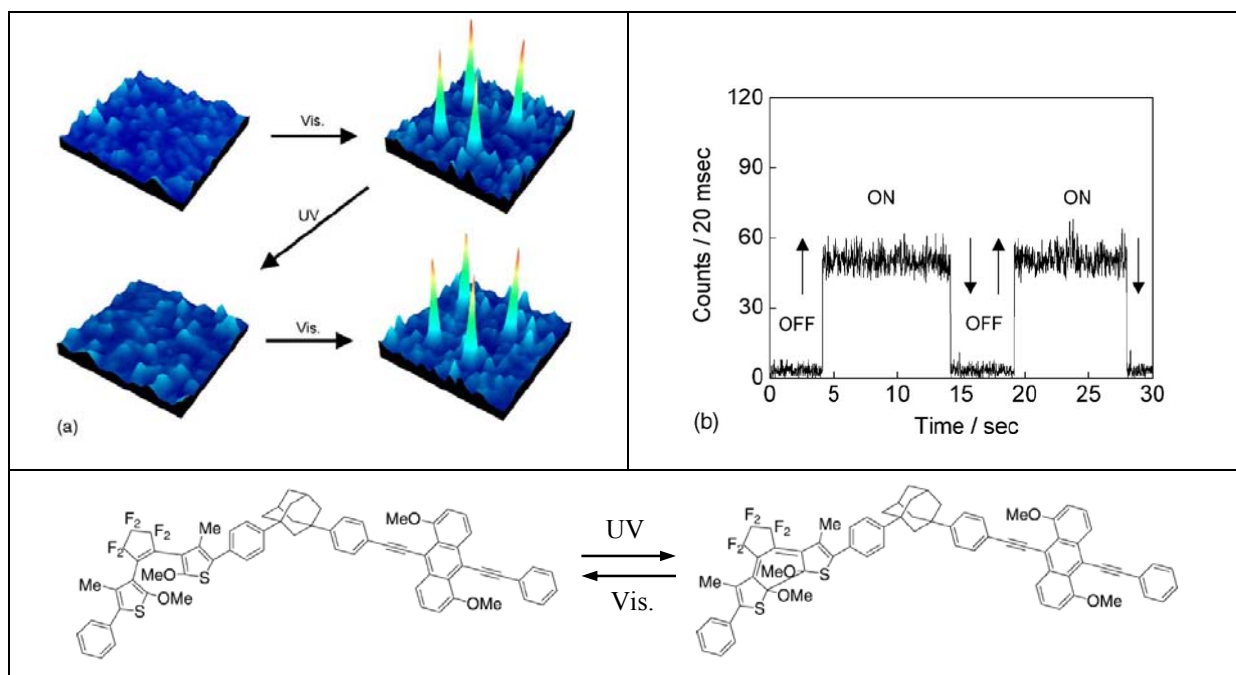 Vis.
UV
Vis.
(a)
120
90
60
30
0
Counts / 20 msec
ON
ON
OFF
OFF
0 5 10 15 20 25 30
Time / sec
(b)
F2
F2
F2
Me
MeO
S
Me
OMe
S
MeO
OMe
UV
Vis.
F2
F2
F2
Me
MeO
S
Me
OMe
S
MeO
OMe